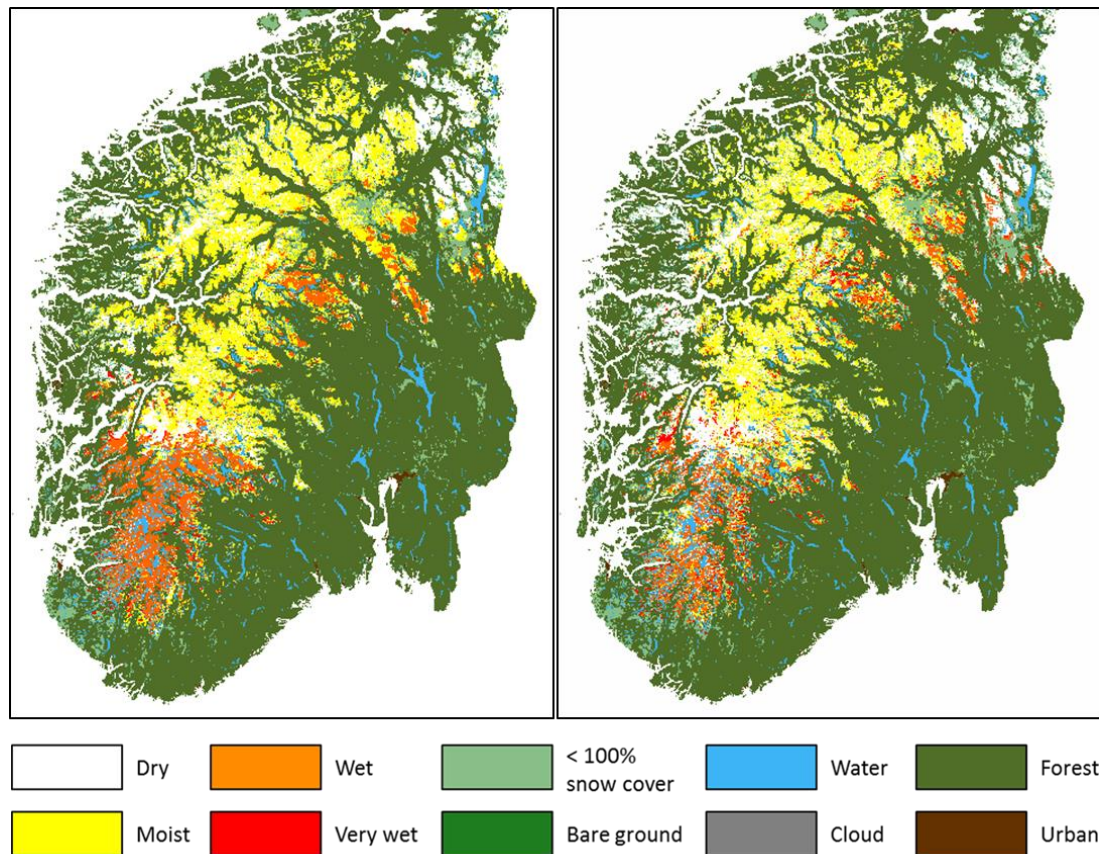 Dry
Wet
< 100%
snow cover
Water
Forest
Moist
Very wet
Bare ground
Cloud
Urban